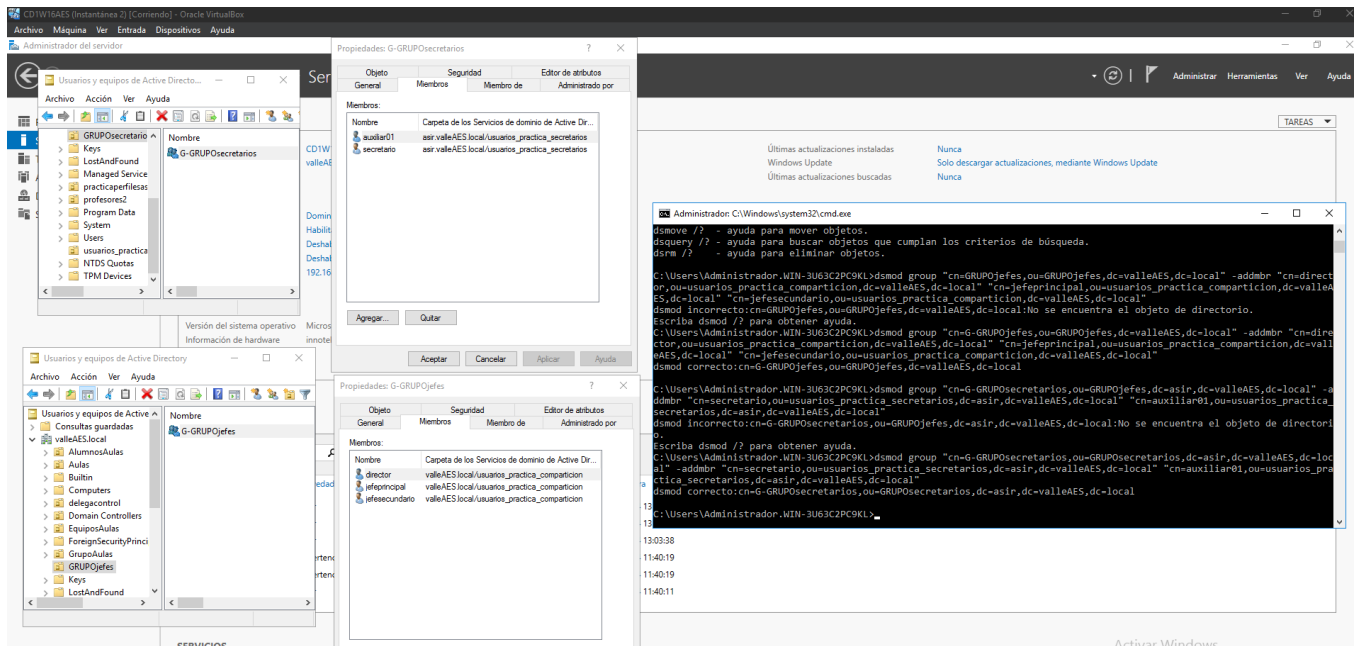 CD1W16AES (Instantánea 2) [Corriendo] - Oracle VirtualBox
Archivo Máquina Ver Entrada Dispositivos Ayuda
Administrador del servidor
Administrar Herramientas Ver Ayuda
TAREAS
Últimas actualizaciones instaladas Nunca
Windows Update Solo descargar actualizaciones, mediante Windows Update
Últimas actualizaciones buscadas Nunca
Usuarios y equipos de Active Directo...
Archivo Acción Ver Ayuda
GRUPOsecretario
Keys
LostAndFound
Managed Service
practicaperfilesas
profesores2
Program Data
System
Users
usuarios_practica
NTDS Quotas
TPM Devices
Nombre
G-GRUPOsecretarios
Ser
CD1W
valleAE
Domin
Habilit
Deshal
Deshal
192.16
Versión del sistema operativo Micros
Información de hardware innotel
Propiedades: G-GRUPOsecretarios
Objeto Seguridad Editor de atributos
General Miembros Miembro de Administrado por
Miembros:
Nombre Carpeta de los Servicios de dominio de Active Dir...
auxiliar01 asir.valleAES.local/usuarios_practica_secretarios
secretario asir.valleAES.local/usuarios_practica_secretarios
Agregar... Quitar
Aceptar Cancelar Aplicar Ayuda
Usuarios y equipos de Active Directory
Archivo Acción Ver Ayuda
Usuarios y equipos de Active
Consultas guardadas
valleAES.local
AlumnosAulas
Aulas
Builtin
Computers
delegacontrol
Domain Controllers
EquiposAulas
ForeignSecurityPrinci
GrupoAulas
GRUPOjefes
Keys
LostAndFound
Nombre
G-GRUPOjefes
Propiedades: G-GRUPOjefes
Objeto Seguridad Editor de atributos
General Miembros Miembro de Administrado por
Miembros:
Nombre Carpeta de los Servicios de dominio de Active Dir...
director valleAES.local/usuarios_practica_comparticion
jefeprincipal valleAES.local/usuarios_practica_comparticion
jefesecundario valleAES.local/usuarios_practica_comparticion
Administrador: C:\Windows\system32\cmd.exe
dsmove /? - ayuda para mover objetos.
dsquery /? - ayuda para buscar objetos que cumplan los criterios de búsqueda.
dsrm /? - ayuda para eliminar objetos.
C:\Users\Administrador.WIN-3U63C2PC9KL>dsmod group "cn=GRUPOjefes,ou=GRUPOjefes,dc=valleAES,dc=local" -addmbr "cn=direct
or,ou=usuarios_practica_comparticion,dc=valleAES,dc=local" "cn=jefeprincipal,ou=usuarios_practica_comparticion,dc=valleA
ES,dc=local" "cn=jefesecundario,ou=usuarios_practica_comparticion,dc=valleAES,dc=local"
dsmod incorrecto:cn=GRUPOjefes,ou=GRUPOjefes,dc=valleAES,dc=local:No se encuentra el objeto de directorio.
Escriba dsmod /? para obtener ayuda.
C:\Users\Administrador.WIN-3U63C2PC9KL>dsmod group "cn=G-GRUPOjefes,ou=GRUPOjefes,dc=valleAES,dc=local" -addmbr "cn=dire
ctor,ou=usuarios_practica_comparticion,dc=valleAES,dc=local" "cn=jefeprincipal,ou=usuarios_practica_comparticion,dc=vall
eAES,dc=local" "cn=jefesecundario,ou=usuarios_practica_comparticion,dc=valleAES,dc=local"
dsmod correcto:cn=G-GRUPOjefes,ou=GRUPOjefes,dc=valleAES,dc=local
C:\Users\Administrador.WIN-3U63C2PC9KL>dsmod group "cn=G-GRUPOsecretarios,ou=GRUPOjefes,dc=asir,dc=valleAES,dc=local" -a
ddmbr "cn=secretario,ou=usuarios_practica_secretarios,dc=asir,dc=valleAES,dc=local" "cn=auxiliar01,ou=usuarios_practica_
secretarios,dc=asir,dc=valleAES,dc=local"
dsmod incorrecto:cn=G-GRUPOsecretarios,ou=GRUPOjefes,dc=asir,dc=valleAES,dc=local:No se encuentra el objeto de directori
o.
Escriba dsmod /? para obtener ayuda.
C:\Users\Administrador.WIN-3U63C2PC9KL>dsmod group "cn=G-GRUPOsecretarios,ou=GRUPOsecretarios,dc=asir,dc=valleAES,dc=loc
al" -addmbr "cn=secretario,ou=usuarios_practica_secretarios,dc=asir,dc=valleAES,dc=local" "cn=auxiliar01,ou=usuarios_pra
ctica_secretarios,dc=asir,dc=valleAES,dc=local"
dsmod correcto:cn=G-GRUPOsecretarios,ou=GRUPOsecretarios,dc=asir,dc=valleAES,dc=local
C:\Users\Administrador.WIN-3U63C2PC9KL>
13:03:38
11:40:19
11:40:19
11:40:11
Activar Windows